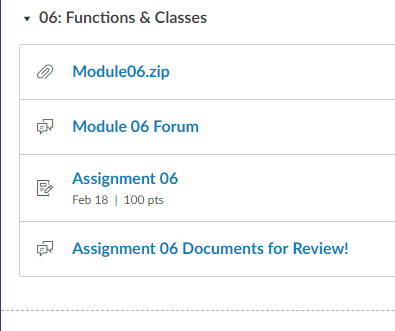 06: Functions & Classes
Module06.zip
Module 06 Forum
Assignment 06
Feb 18 | 100 pts
Assignment 06 Documents for Review!